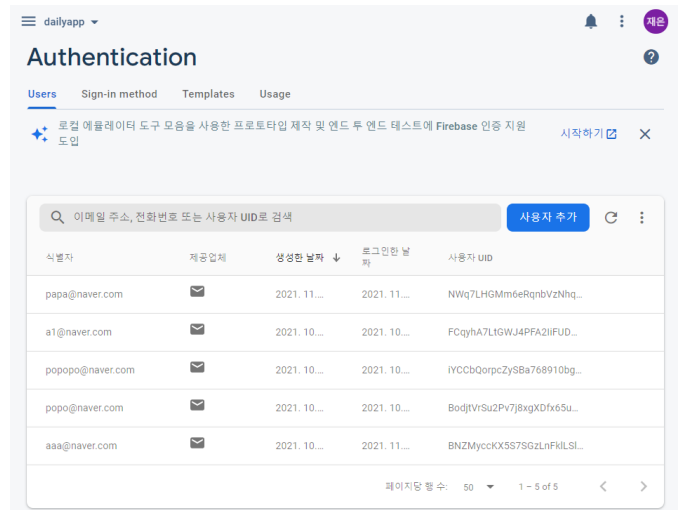 dailyapp
재은
Authentication
Users Sign-in method Templates Usage
로컬 에뮬레이터 도구 모음을 사용한 프로토타입 제작 및 엔드 투 엔드 테스트에 Firebase 인증 지원
도입
시작하기
이메일 주소, 전화번호 또는 사용자 UID로 검색
사용자 추가
식별자 제공업체 생성한 날짜 로그인한 날
짜 사용자 UID
papa@naver.com 2021. 11.... 2021. 11.... NWq7LHGMm6eRqnbVzNhq...
a1@naver.com 2021. 10.... 2021. 10.... FCqyhA7LtGWJ4PFA2IiFUD...
popopo@naver.com 2021. 10.... 2021. 10.... iYCCbQorpcZySBa768910bg...
popo@naver.com 2021. 10.... 2021. 10.... BodjtVrSu2Pv7j8xgXDfx65u...
aaa@naver.com 2021. 10.... 2021. 11.... BNZMyccKX5S7SGzLnFklLSl...
페이지당 행 수: 50 1 – 5 of 5